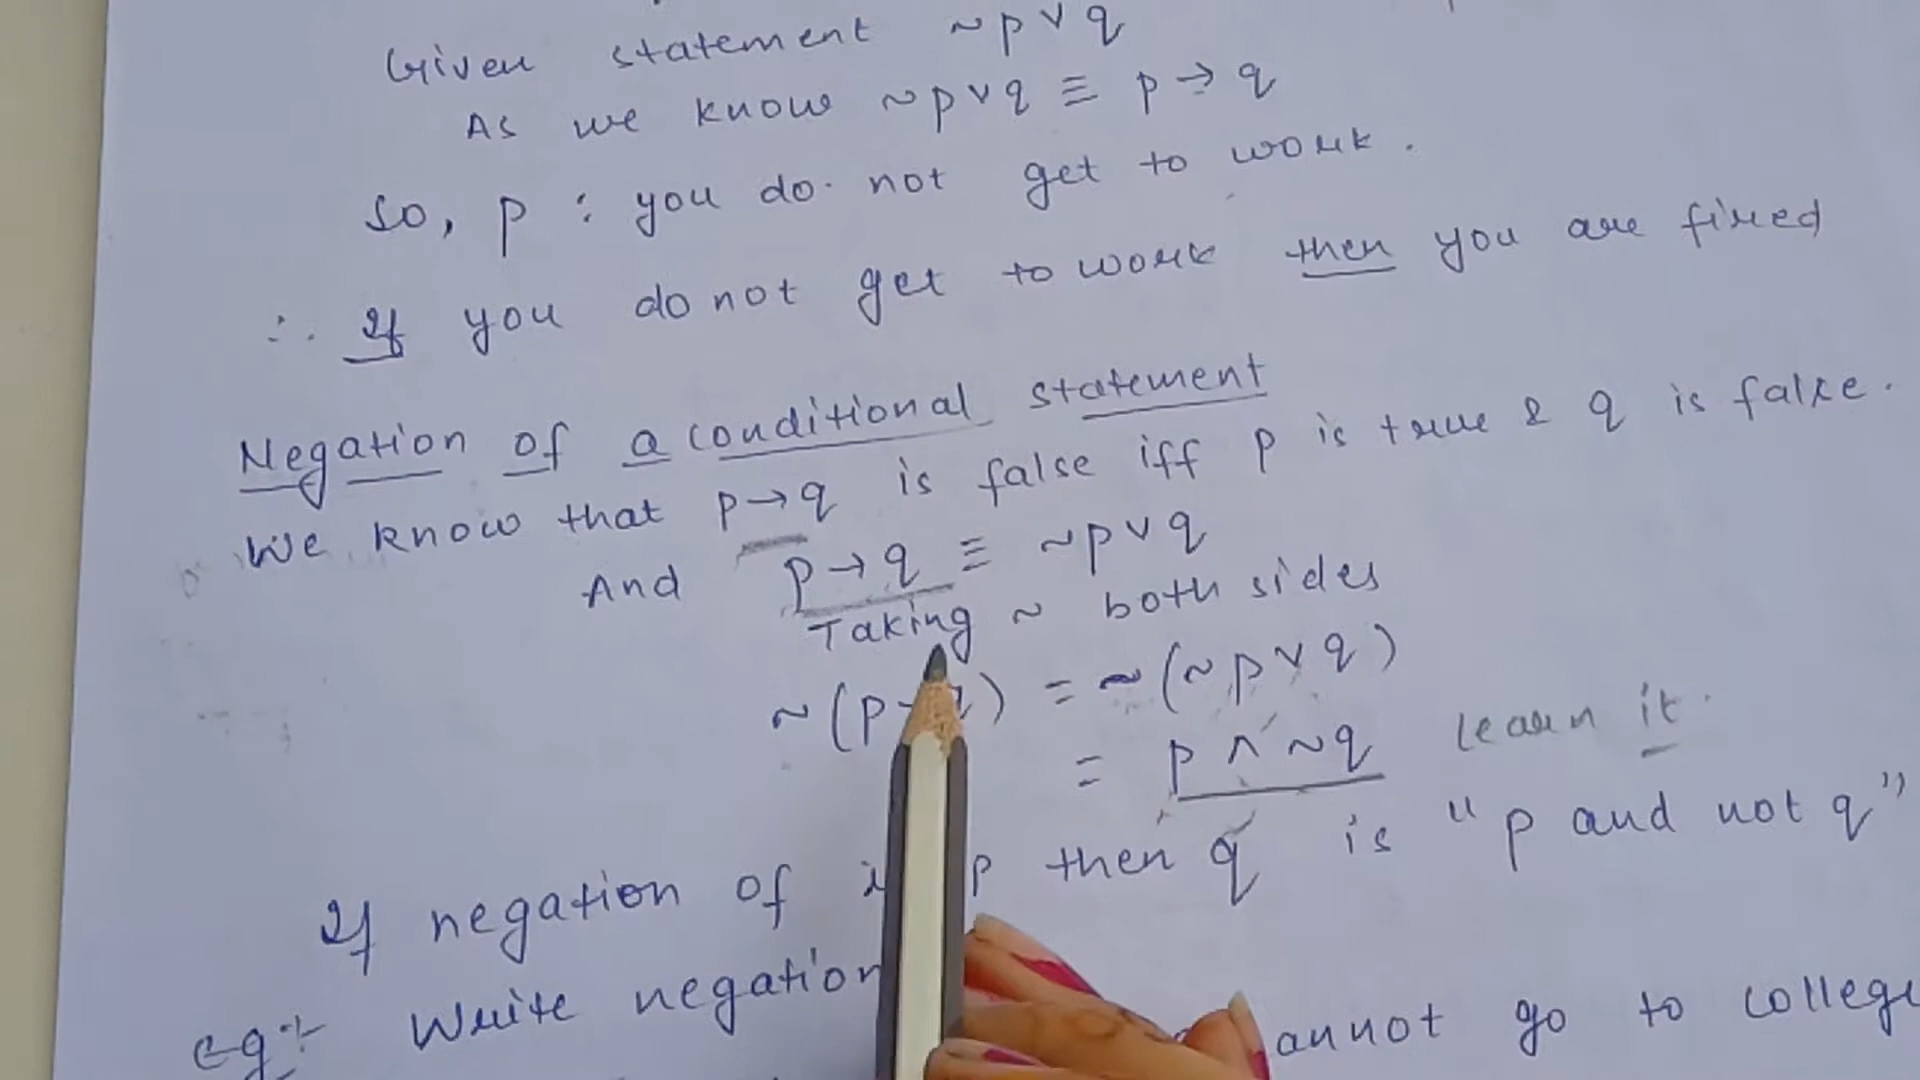 Given statement ~p∨q
As we know ~p∨q ≡ p→q
So, p : you do not get to work.
∴ If you do not get to work then you are fired
Negation of a conditional statement
We know that p→q is false iff p is true & q is false.
And p→q ≡ ~p∨q
Taking ~ both sides
~(p→q) = ~(~p∨q)
= p∧~q learn it.
If negation of p then q is "p and not q"
eg:- Write negation go to college